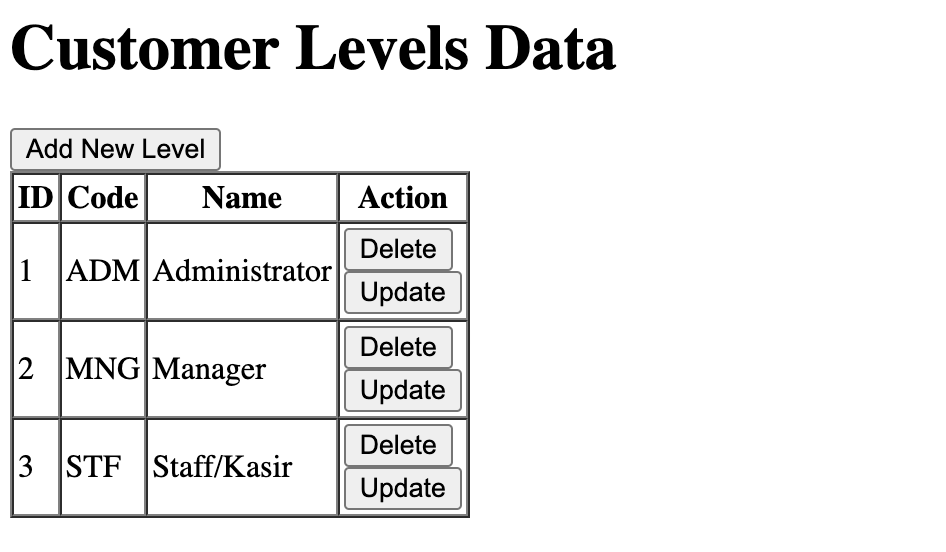 Customer Levels Data
Add New Level
ID Code Name Action
1 ADM Administrator Delete
Update
2 MNG Manager Delete
Update
3 STF Staff/Kasir Delete
Update